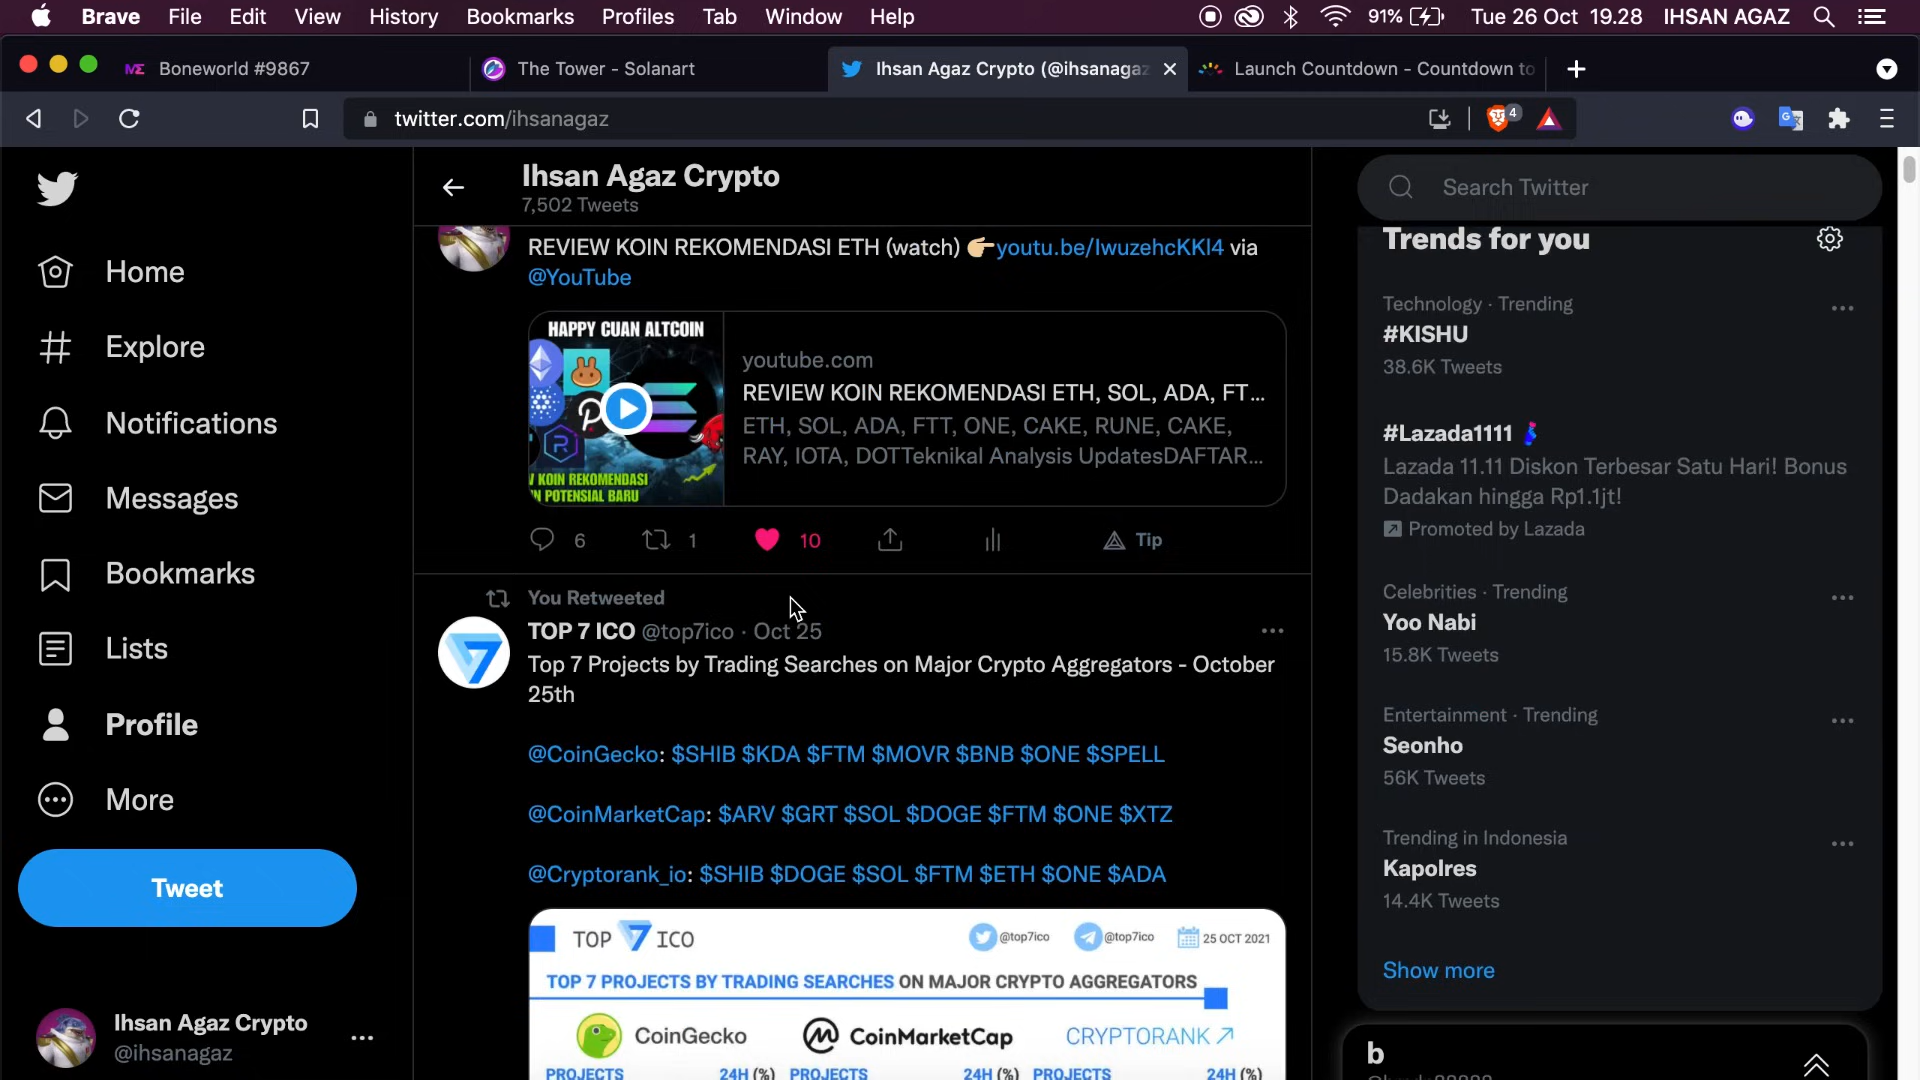 Brave File Edit View History Bookmarks Profiles Tab Window Help 91% Tue 26 Oct 19.28 IHSAN AGAZ
Boneworld #9867
The Tower - Solanart
Ihsan Agaz Crypto (@ihsanagaz
Launch Countdown - Countdown to
twitter.com/ihsanagaz
4
Home
Explore
Notifications
Messages
Bookmarks
Lists
Profile
More
Tweet
Ihsan Agaz Crypto
@ihsanagaz
Ihsan Agaz Crypto
7,502 Tweets
REVIEW KOIN REKOMENDASI ETH (watch) 👉🏼youtu.be/IwuzehcKKI4 via
@YouTube
HAPPY CUAN ALTCOIN
W KOIN REKOMENDASI
N POTENSIAL BARU
youtube.com
REVIEW KOIN REKOMENDASI ETH, SOL, ADA, FT...
ETH, SOL, ADA, FTT, ONE, CAKE, RUNE, CAKE,
RAY, IOTA, DOTTeknikal Analysis UpdatesDAFTAR...
6 1 10 Tip
You Retweeted
TOP 7 ICO @top7ico · Oct 25
Top 7 Projects by Trading Searches on Major Crypto Aggregators - October
25th
@CoinGecko: $SHIB $KDA $FTM $MOVR $BNB $ONE $SPELL
@CoinMarketCap: $ARV $GRT $SOL $DOGE $FTM $ONE $XTZ
@Cryptorank_io: $SHIB $DOGE $SOL $FTM $ETH $ONE $ADA
TOP 7 ICO @top7ico @top7ico 25 OCT 2021
TOP 7 PROJECTS BY TRADING SEARCHES ON MAJOR CRYPTO AGGREGATORS
CoinGecko CoinMarketCap CRYPTORANK
PROJECTS 24H (%) PROJECTS 24H (%) PROJECTS 24H (%)
Search Twitter
Trends for you
Technology · Trending
#KISHU
38.6K Tweets
#Lazada1111
Lazada 11.11 Diskon Terbesar Satu Hari! Bonus
Dadakan hingga Rp1.1jt!
Promoted by Lazada
Celebrities · Trending
Yoo Nabi
15.8K Tweets
Entertainment · Trending
Seonho
56K Tweets
Trending in Indonesia
Kapolres
14.4K Tweets
Show more
b